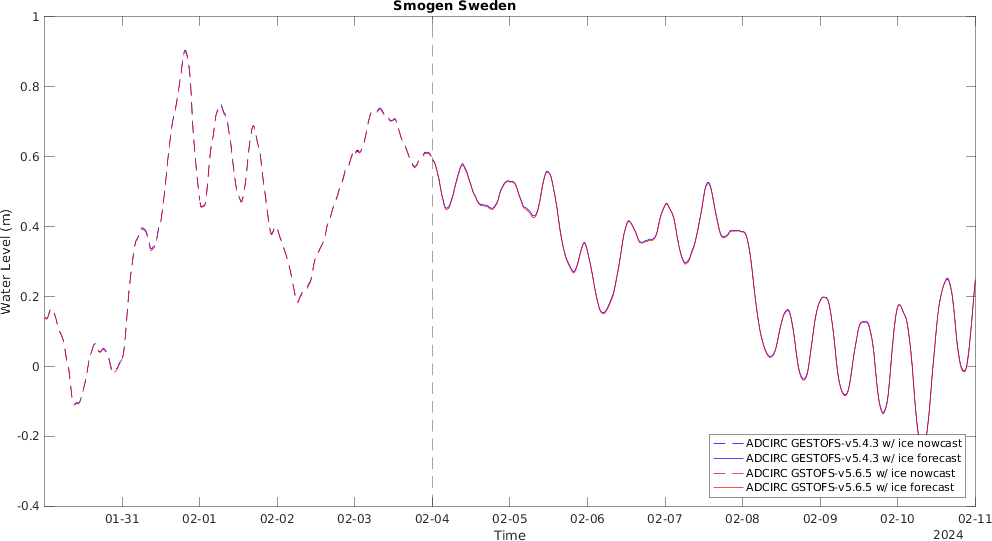 Smogen Sweden
1
0.8
0.6
0.4
0.2
0
-0.2
-0.4
Water Level (m)
ADCIRC GESTOFS-v5.4.3 w/ ice nowcast
ADCIRC GESTOFS-v5.4.3 w/ ice forecast
ADCIRC GSTOFS-v5.6.5 w/ ice nowcast
ADCIRC GSTOFS-v5.6.5 w/ ice forecast
01-31 02-01 02-02 02-03 02-04 02-05 02-06 02-07 02-08 02-09 02-10 02-11
Time
2024